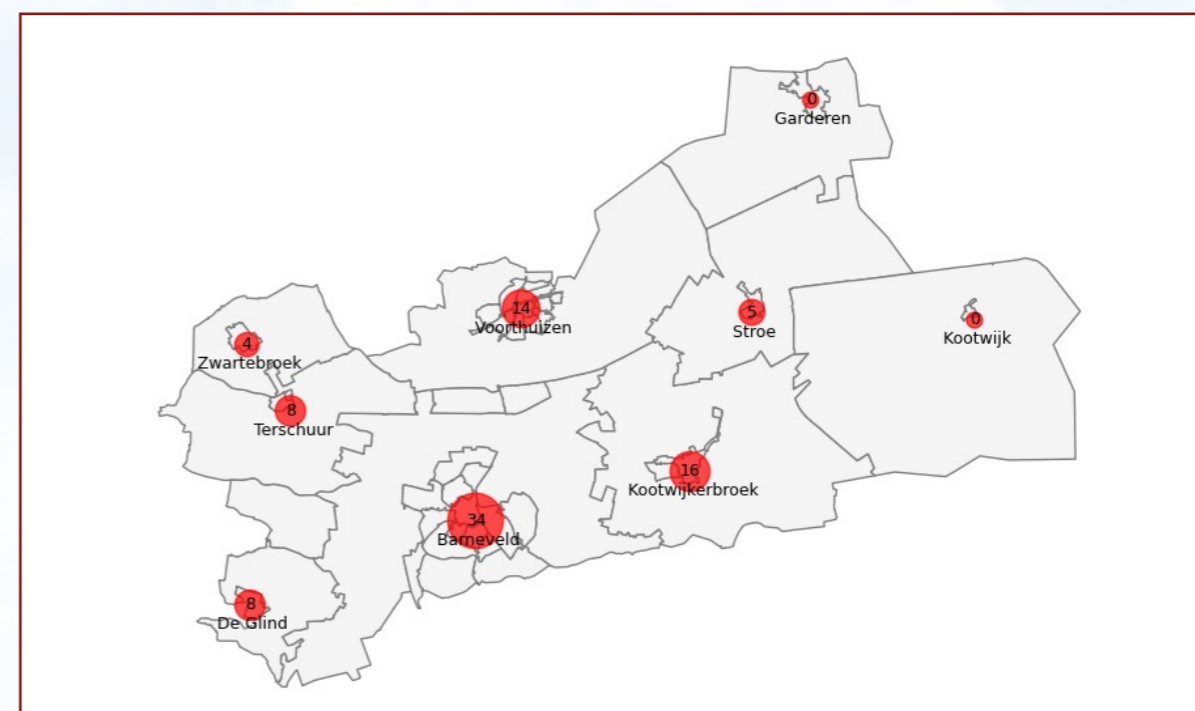 0
Garderen
14
Voorthuizen
5
Stroe
0
Kootwijk
4
Zwartebroek
8
Terschuur
16
Kootwijkerbroek
34
Barneveld
8
De Glind